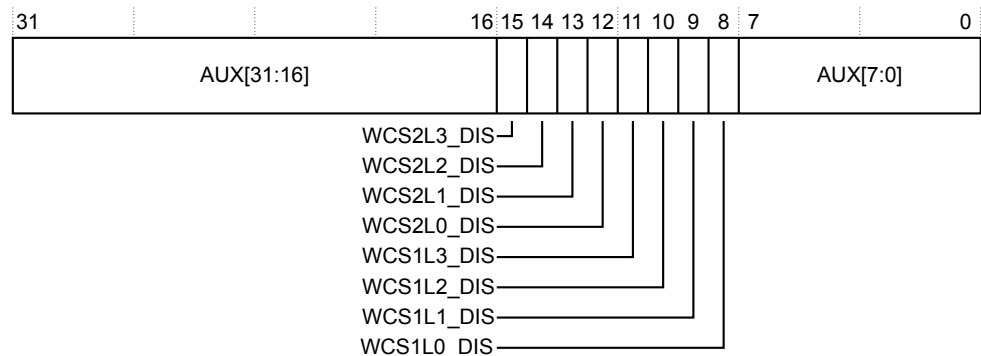 31 16 15 14 13 12 11 10 9 8 7 0
AUX[31:16] AUX[7:0]
WCS2L3_DIS
WCS2L2_DIS
WCS2L1_DIS
WCS2L0_DIS
WCS1L3_DIS
WCS1L2_DIS
WCS1L1_DIS
WCS1L0_DIS